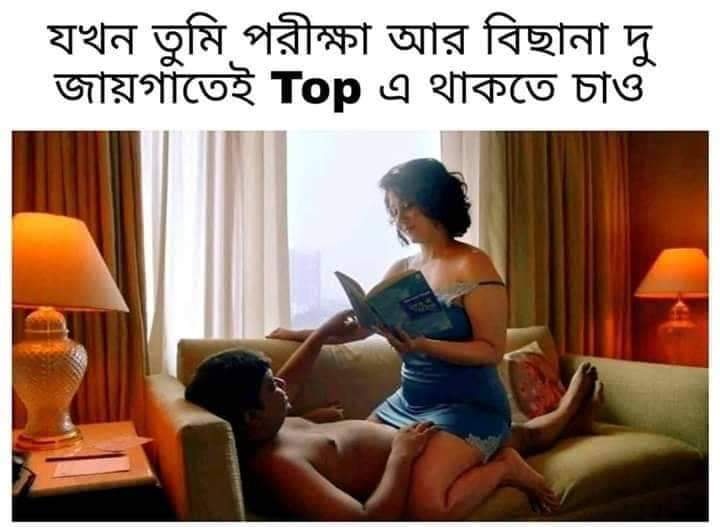 যখন তুমি পরীক্ষা আর বিছানা দু
জায়গাতেই Top এ থাকতে চাও